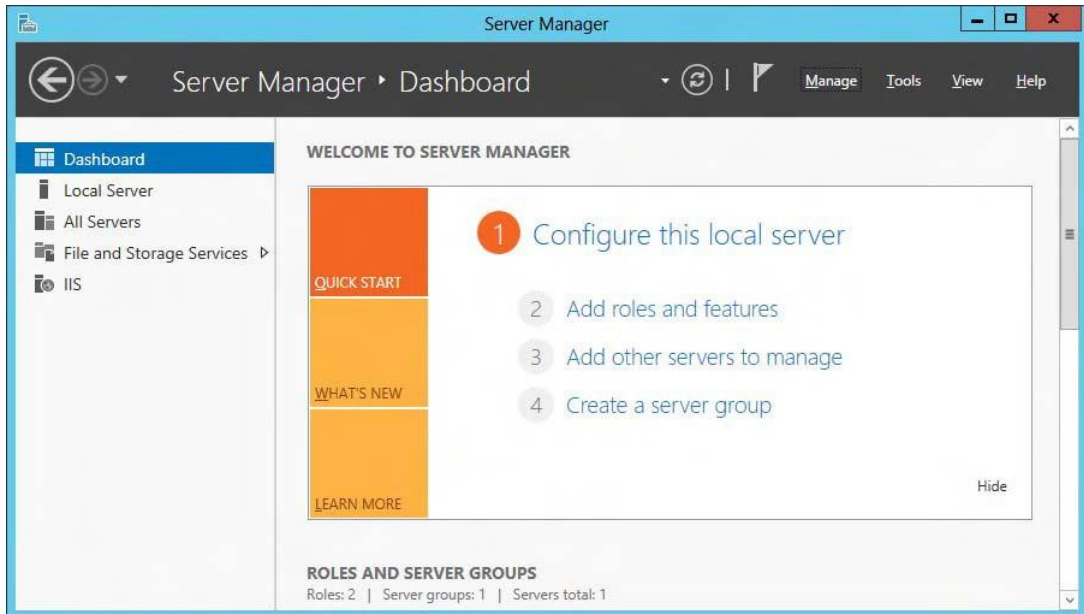 Server Manager
Server Manager ‣ Dashboard
Manage Tools View Help
Dashboard
Local Server
All Servers
File and Storage Services
IIS
WELCOME TO SERVER MANAGER
QUICK START
WHAT'S NEW
LEARN MORE
1 Configure this local server
2 Add roles and features
3 Add other servers to manage
4 Create a server group
Hide
ROLES AND SERVER GROUPS
Roles: 2 | Server groups: 1 | Servers total: 1